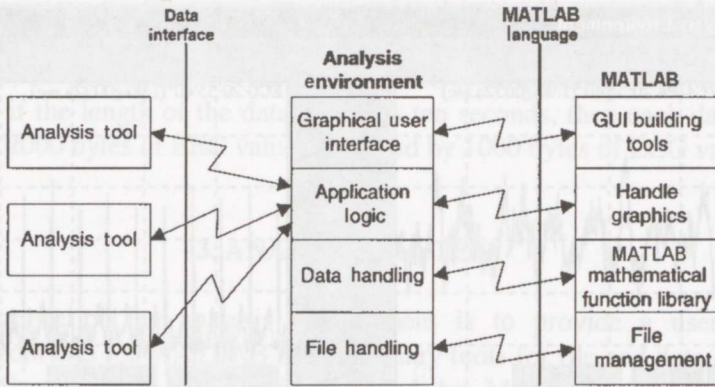 Data
interface
MATLAB
language
Analysis
environment
MATLAB
Analysis tool
Analysis tool
Analysis tool
Graphical user
interface
Application
logic
Data handling
File handling
GUI building
tools
Handle
graphics
MATLAB
mathematical
function library
File
management